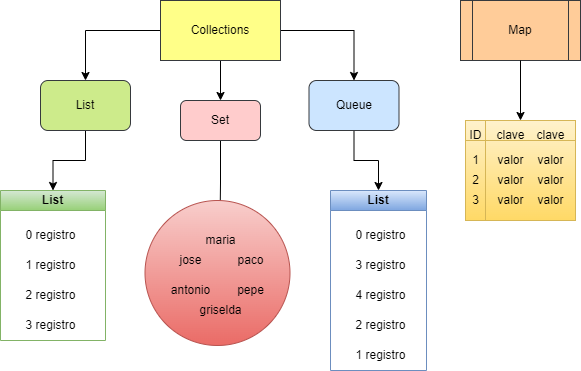 Collections
Map
List
Set
Queue
List
0 registro
1 registro
2 registro
3 registro
maria
jose paco
antonio pepe
griselda
List
0 registro
3 registro
4 registro
2 registro
1 registro
ID clave clave
1 valor valor
2 valor valor
3 valor valor